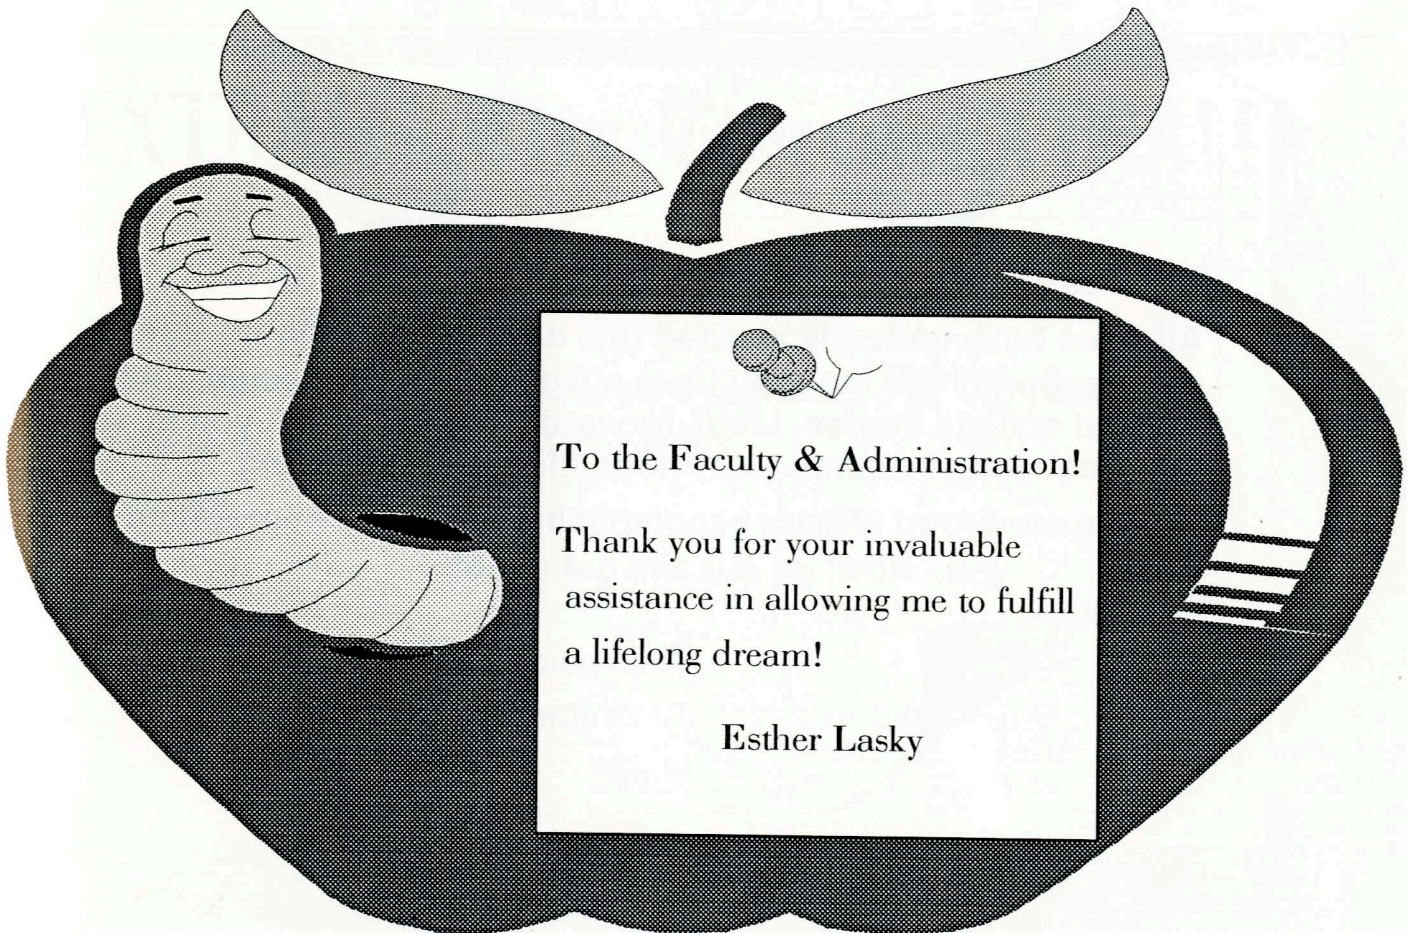 To the Faculty & Administration!
Thank you for your invaluable
assistance in allowing me to fulfill
a lifelong dream!
Esther Lasky